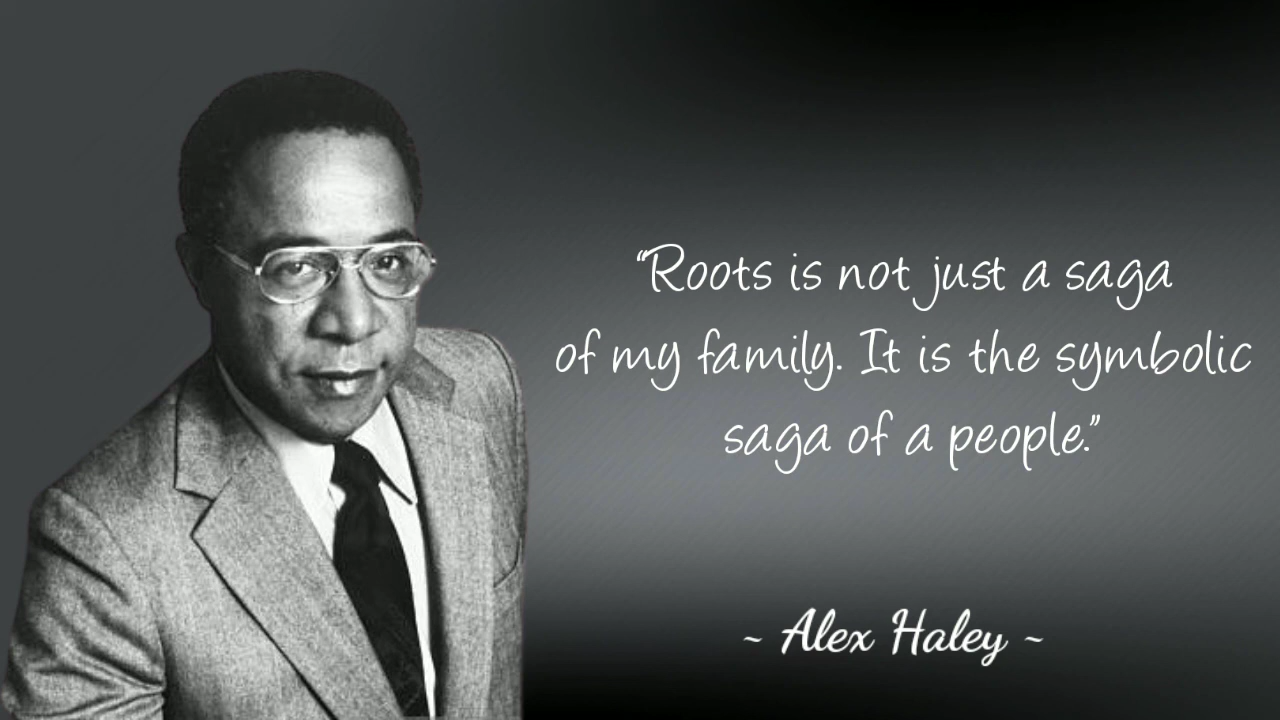 “Roots is not just a saga
of my family. It is the symbolic
saga of a people.”
~ Alex Haley ~